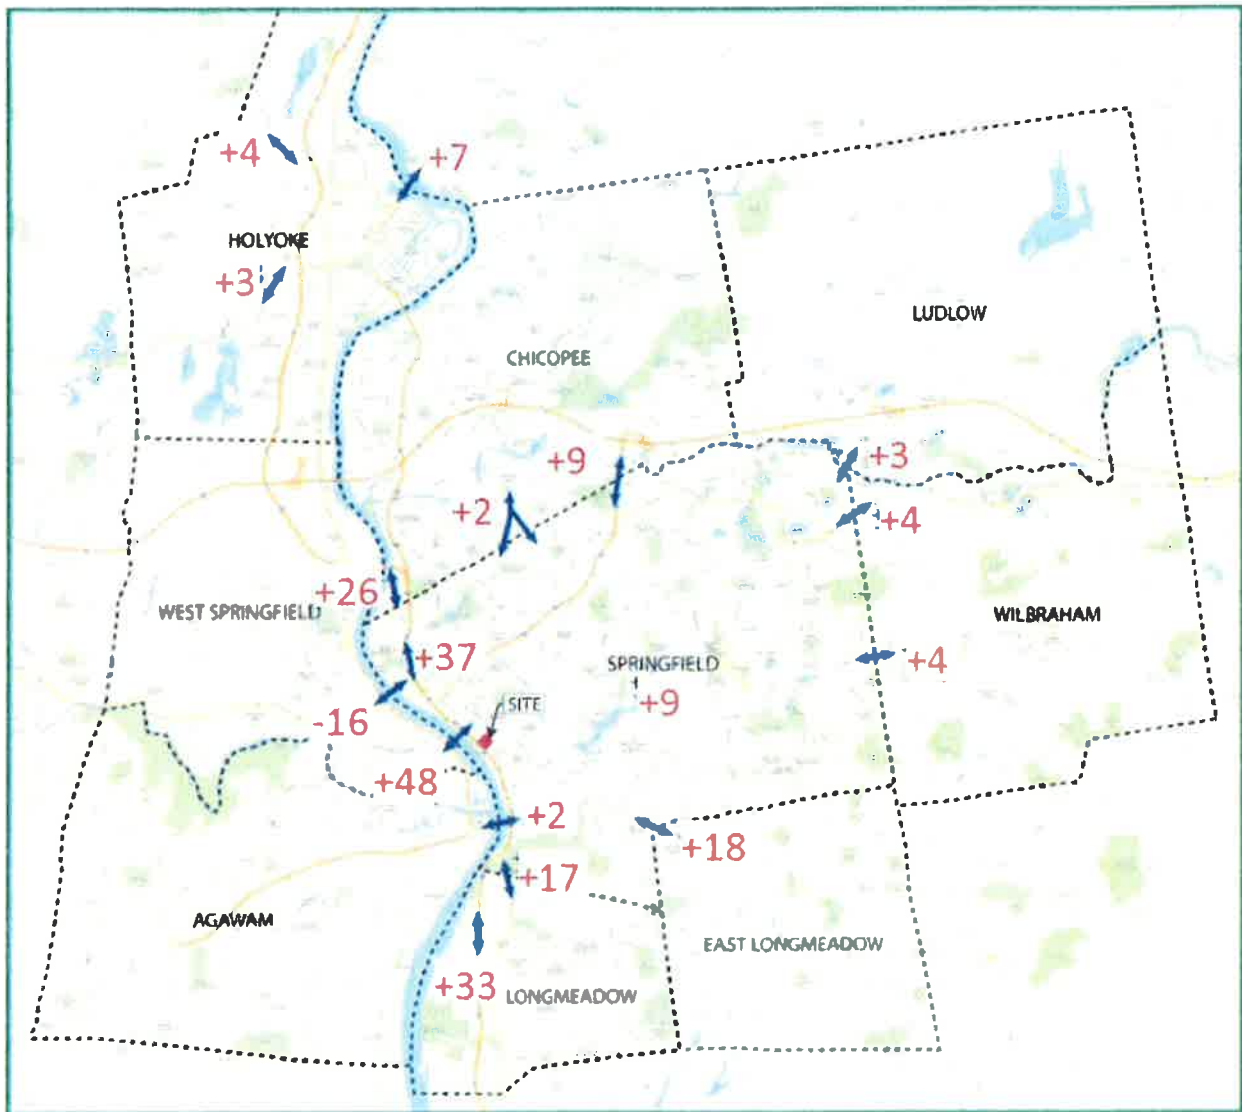 +4
+7
HOLYOKE
+3
LUDLOW
CHICOPEE
+9
+3
+2
+4
+26
WEST SPRINGFIELD
WILBRAHAM
+37
SPRINGFIELD
+4
+9
SITE
-16
+48
+2
+18
+17
AGAWAM
EAST LONGMEADOW
+33
LONGMEADOW